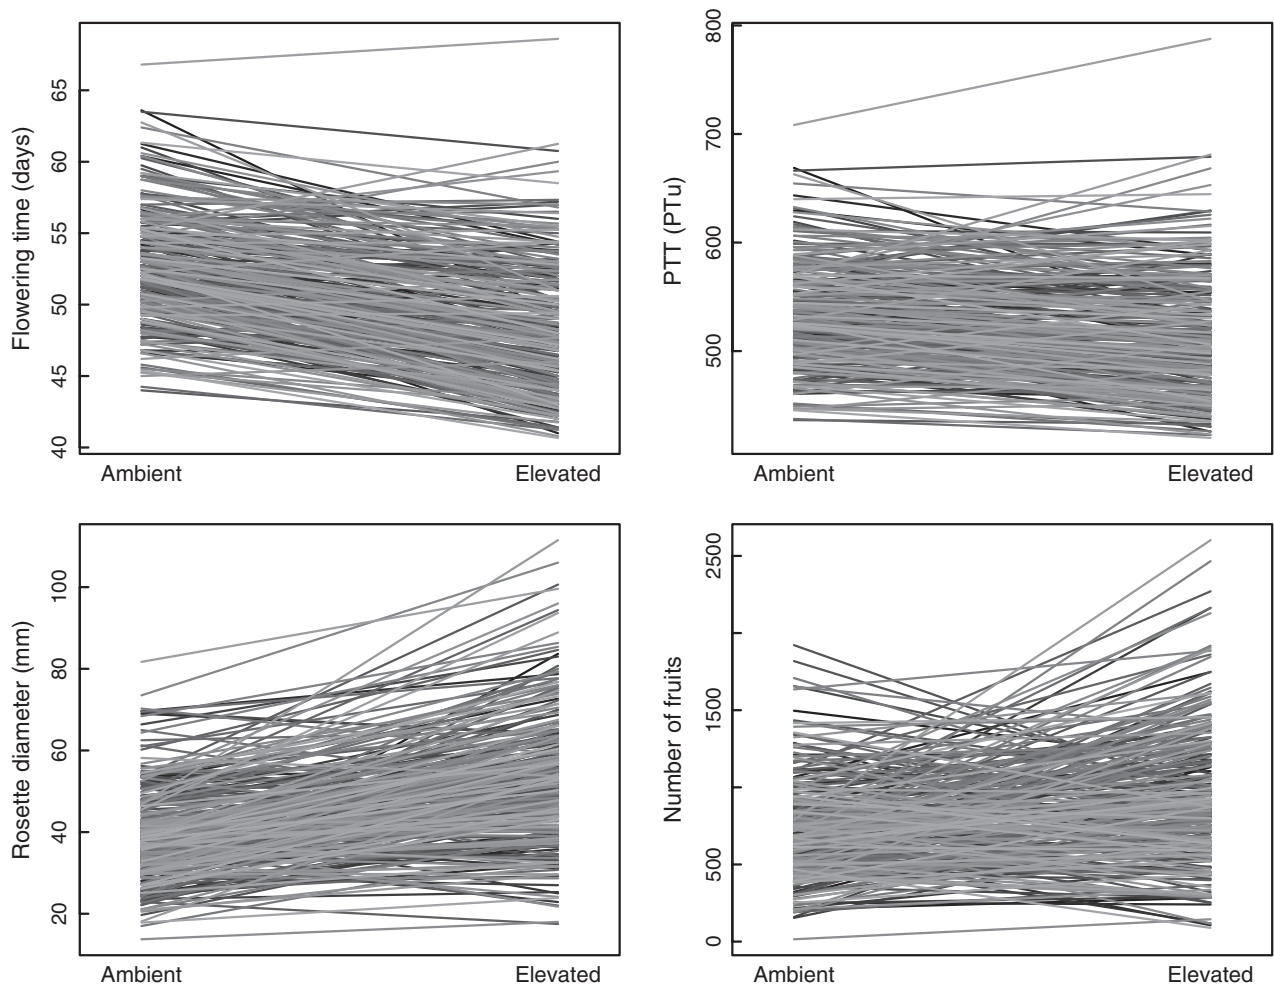 Flowering time (days)
65
60
55
50
45
40
Ambient
Elevated
PTT (PTu)
800
700
600
500
Ambient
Elevated
Rosette diameter (mm)
100
80
60
40
20
Ambient
Elevated
Number of fruits
2500
1500
500
0
Ambient
Elevated